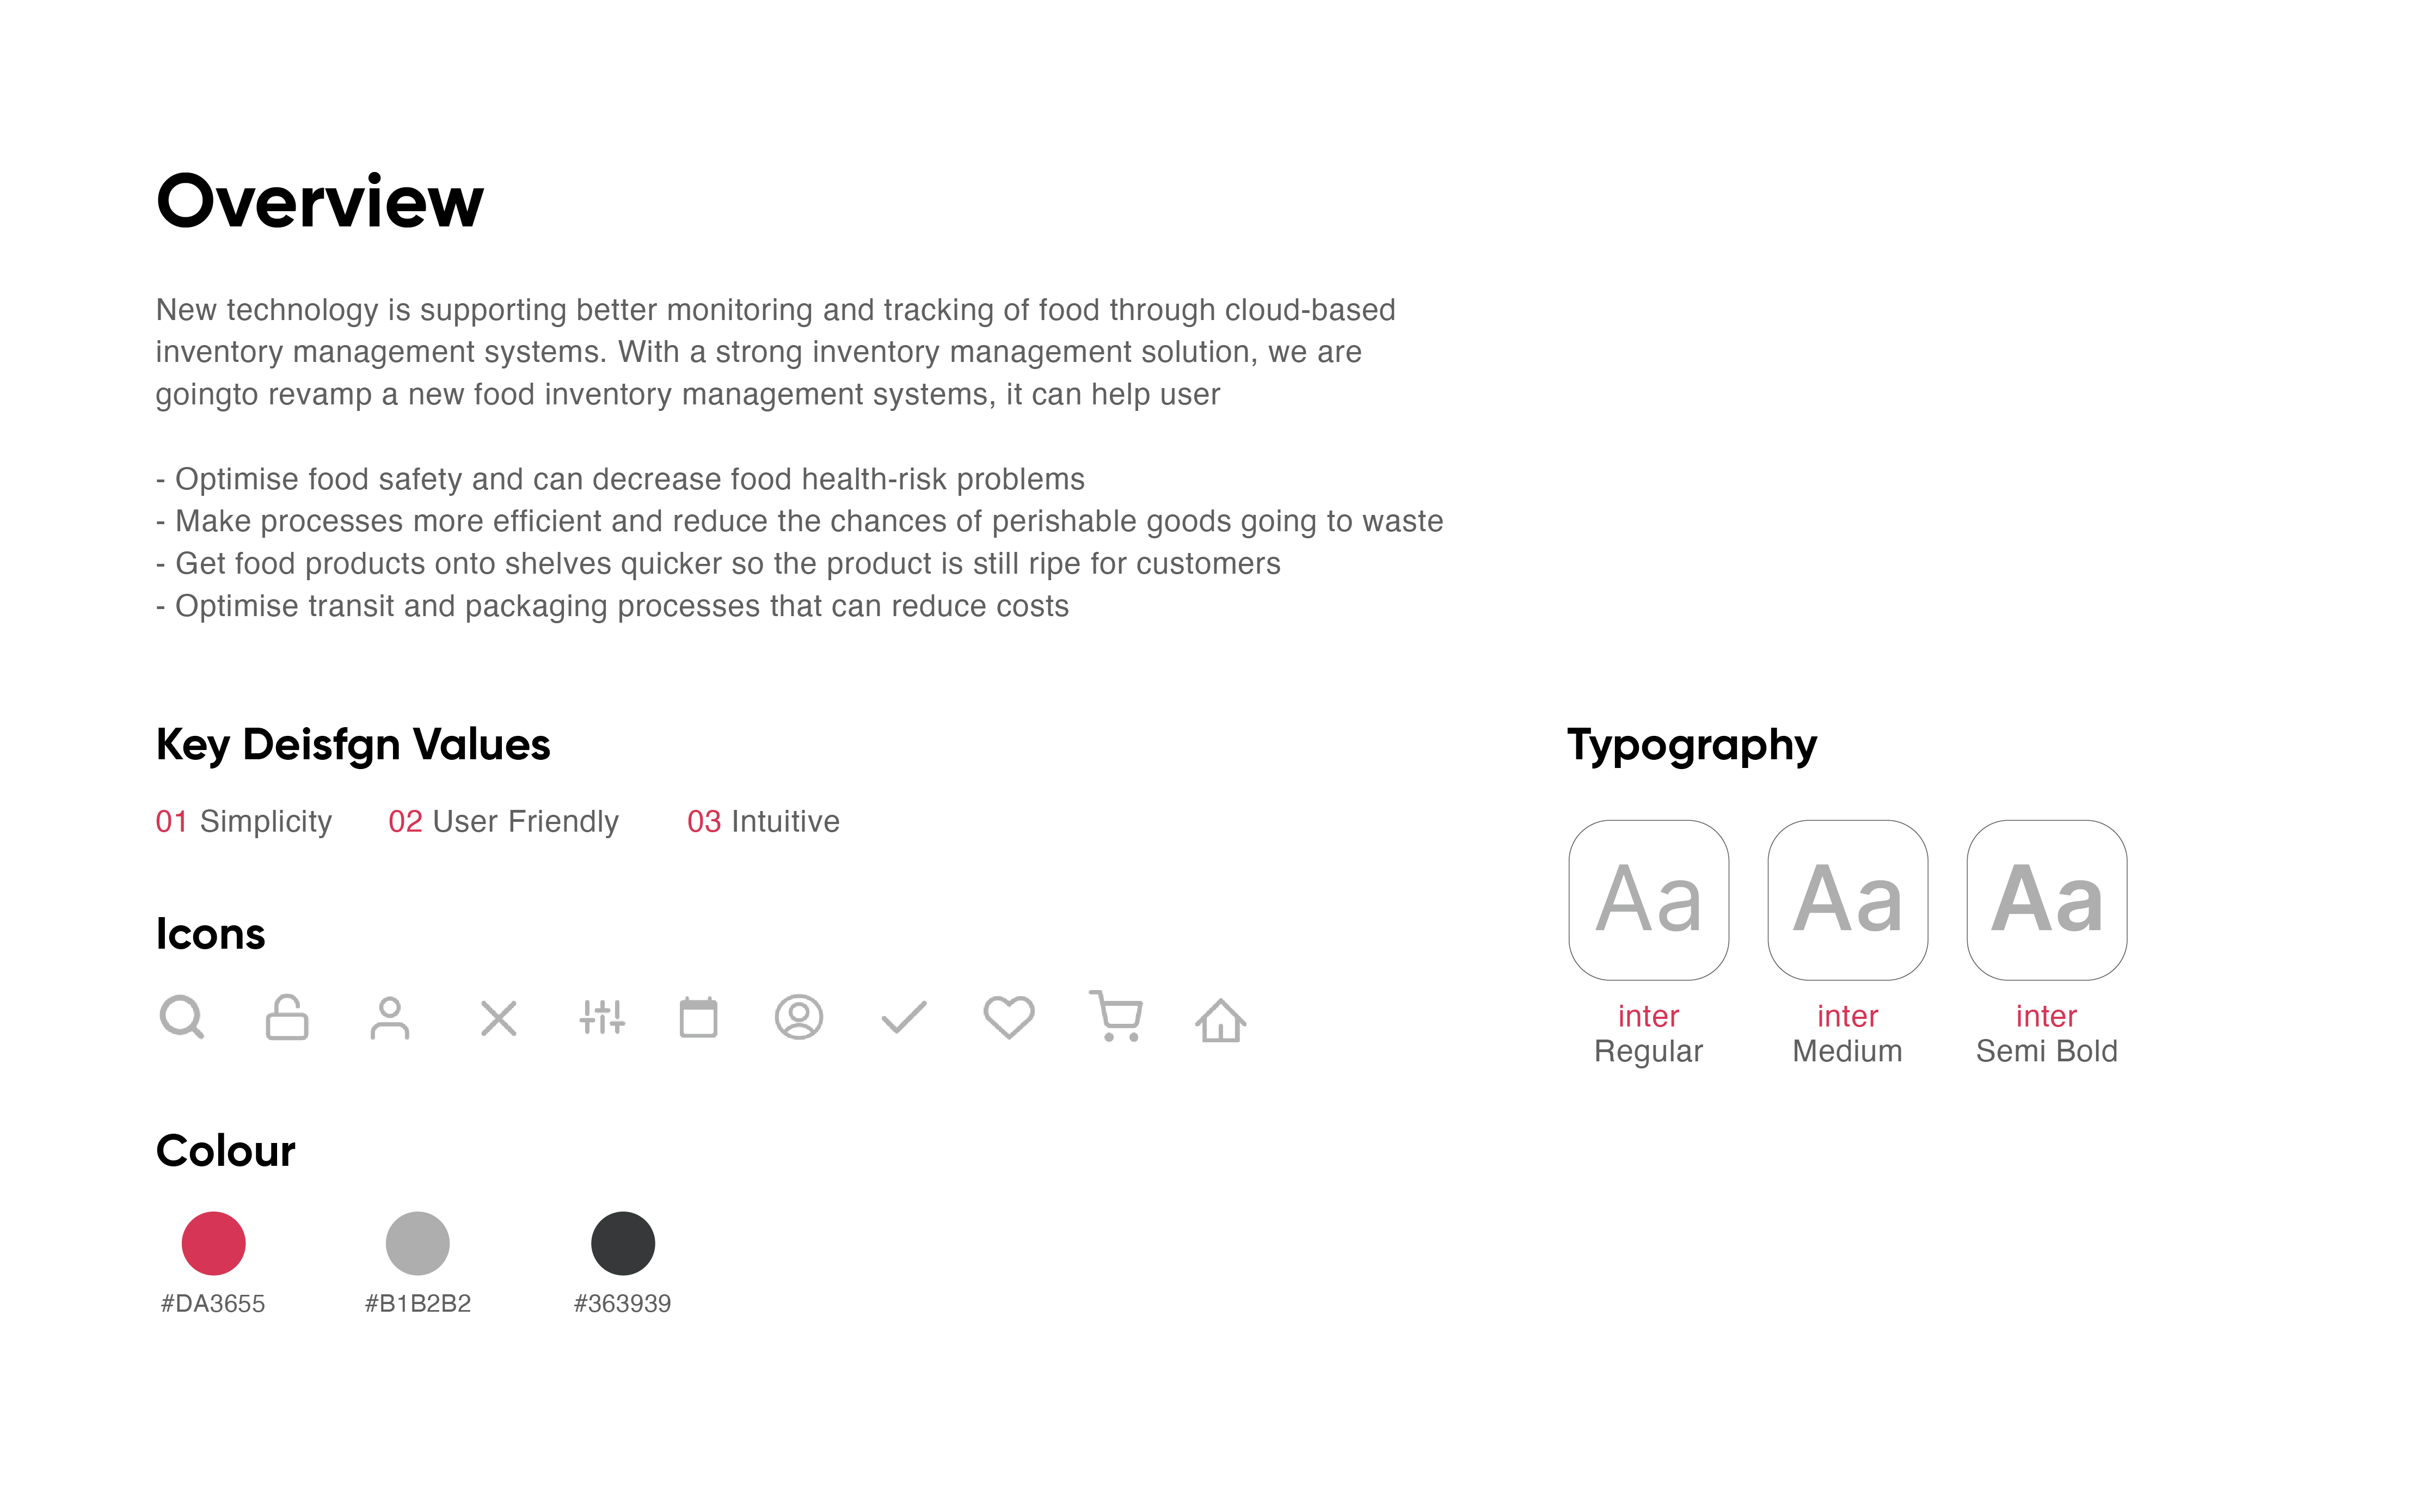 Overview
New technology is supporting better monitoring and tracking of food through cloud-based
inventory management systems. With a strong inventory management solution, we are
goingto revamp a new food inventory management systems, it can help user
- Optimise food safety and can decrease food health-risk problems
- Make processes more efficient and reduce the chances of perishable goods going to waste
- Get food products onto shelves quicker so the product is still ripe for customers
- Optimise transit and packaging processes that can reduce costs
Key Deisfgn Values
01 Simplicity 02 User Friendly 03 Intuitive
Icons
Colour
#DA3655 #B1B2B2 #363939
Typography
Aa Aa Aa
inter inter inter
Regular Medium Semi Bold